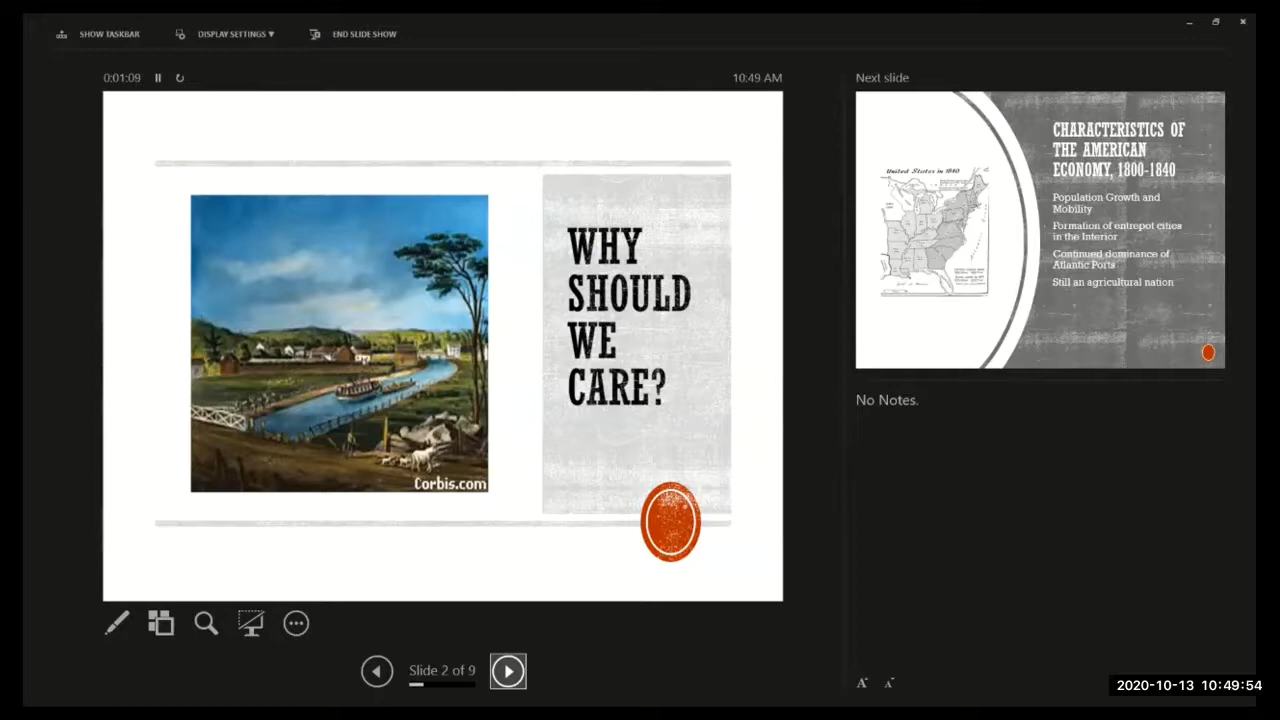 SHOW TASKBAR
DISPLAY SETTINGS ▼
END SLIDE SHOW
0:01:09
10:49 AM
Next slide
WHY
SHOULD
WE
CARE?
Corbis.com
CHARACTERISTICS OF
THE AMERICAN
ECONOMY, 1800-1840
United States in 1840
Population Growth and
Mobility
Formation of entrepot cities
in the Interior
Continued dominance of
Atlantic Ports
Still an agricultural nation
No Notes.
Slide 2 of 9
A A
2020-10-13 10:49:54